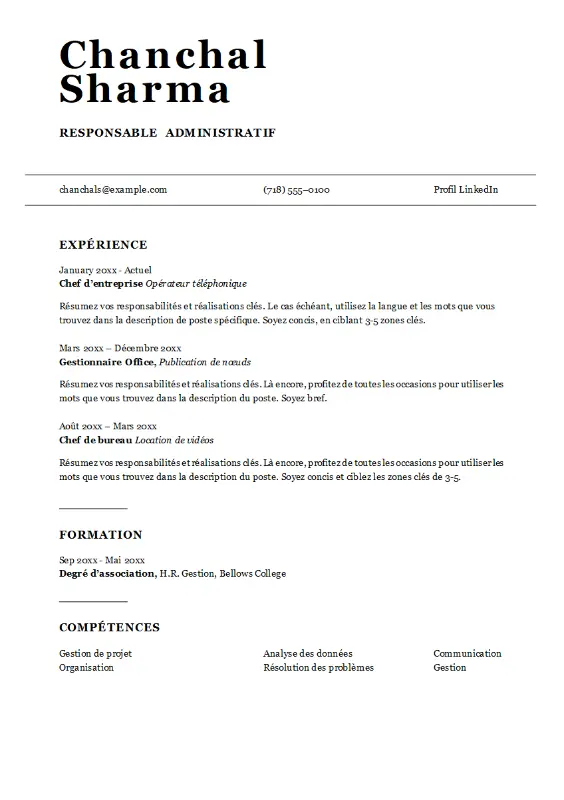 Chanchal
Sharma
RESPONSABLE ADMINISTRATIF
chanchals@example.com (718) 555–0100 Profil LinkedIn
EXPÉRIENCE
January 20xx - Actuel
Chef d'entreprise Opérateur téléphonique
Résumez vos responsabilités et réalisations clés. Le cas échéant, utilisez la langue et les mots que vous
trouvez dans la description de poste spécifique. Soyez concis, en ciblant 3-5 zones clés.
Mars 20xx – Décembre 20xx
Gestionnaire Office, Publication de nœuds
Résumez vos responsabilités et réalisations clés. Là encore, profitez de toutes les occasions pour utiliser les
mots que vous trouvez dans la description du poste. Soyez bref.
Août 20xx – Mars 20xx
Chef de bureau Location de vidéos
Résumez vos responsabilités et réalisations clés. Là encore, profitez de toutes les occasions pour utiliser les
mots que vous trouvez dans la description du poste. Soyez concis et ciblez les zones clés de 3-5.
FORMATION
Sep 20xx - Mai 20xx
Degré d'association, H.R. Gestion, Bellows College
COMPÉTENCES
Gestion de projet Analyse des données Communication
Organisation Résolution des problèmes Gestion